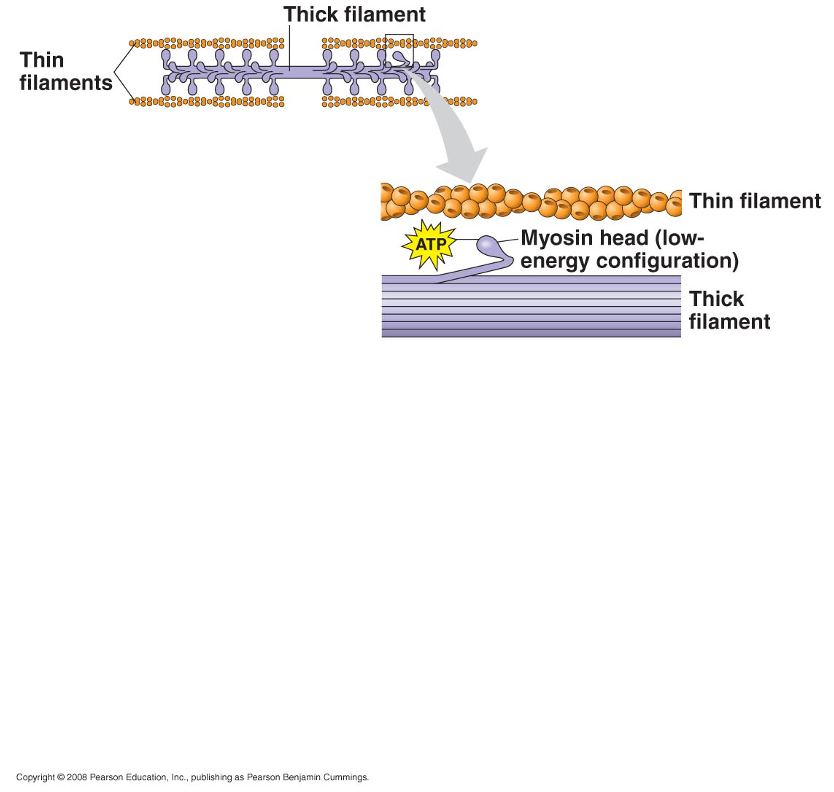 Thick filament
Thin
filaments
Thin filament
ATP
Myosin head (low-
energy configuration)
Thick
filament
Copyright © 2008 Pearson Education, Inc., publishing as Pearson Benjamin Cummings.